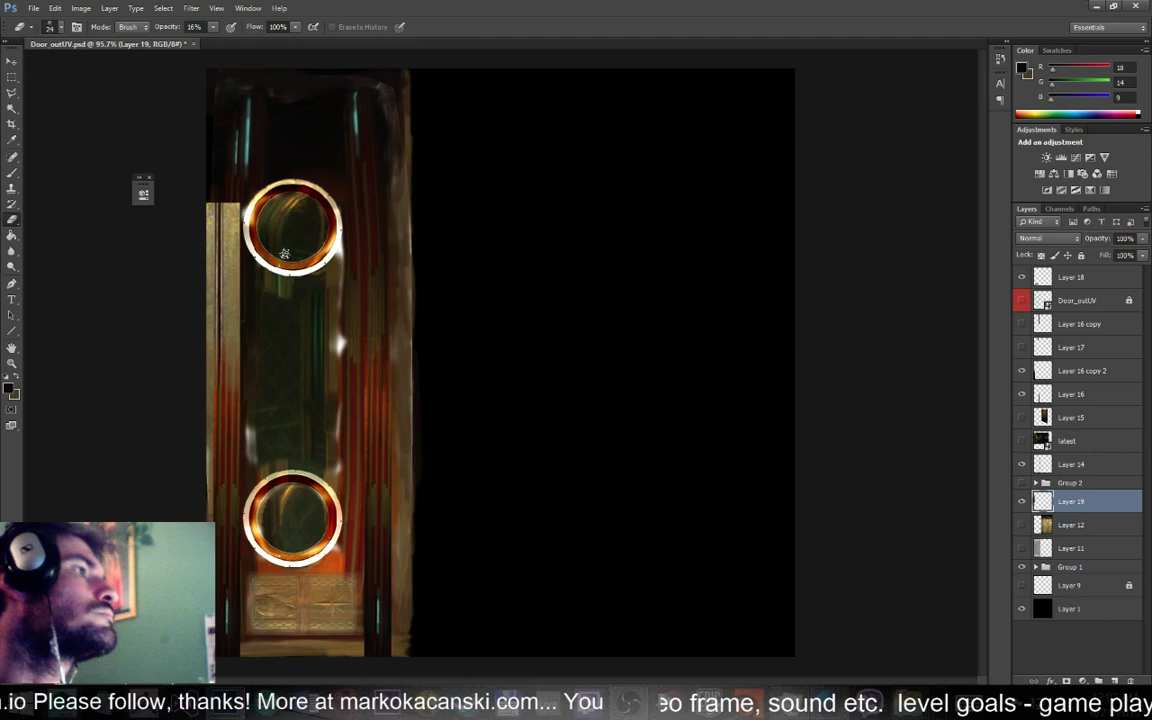 Ps File Edit Image Layer Type Select Filter View Window Help
24 Mode: Brush Opacity: 16% Flow: 100% Erase to History Essentials
Door_outUV.psd @ 95.7% (Layer 19, RGB/8#) *
Color Swatches
R 18
G 14
B 9
Adjustments Styles
Add an adjustment
Layers Channels Paths
Kind
Normal Opacity: 100%
Lock: Fill: 100%
Layer 18
Door_outUV
Layer 16 copy
Layer 17
Layer 16 copy 2
Layer 16
Layer 15
latest
Layer 14
Group 2
Layer 19
Layer 12
Layer 11
Group 1
Layer 9
Layer 1
.io Please follow, thanks! More at markokacanski.com... You eo frame, sound etc. level goals - game play